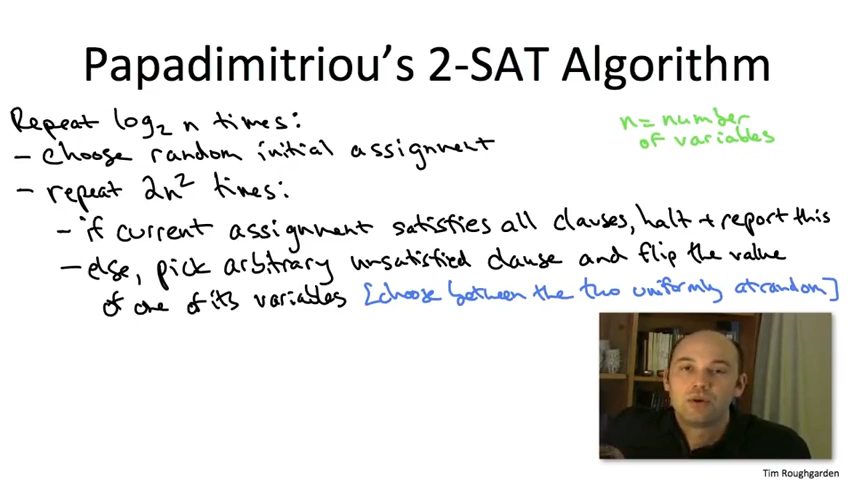 Papadimitriou's 2-SAT Algorithm
Repeat log₂ n times:
n = number
of variables
- choose random initial assignment
- repeat 2n² times:
- if current assignment satisfies all clauses, halt + report this
- else, pick arbitrary unsatisfied clause and flip the value
of one of its variables [choose between the two uniformly at random]
Tim Roughgarden